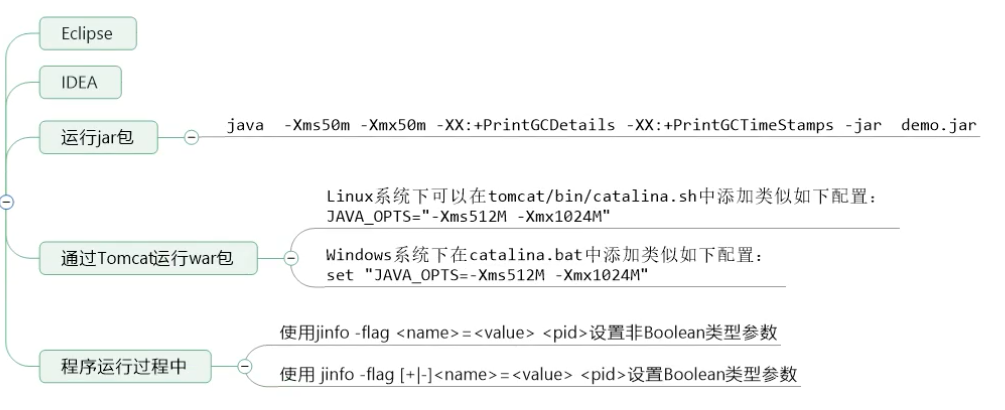 Eclipse
IDEA
运行jar包
java -Xms50m -Xmx50m -XX:+PrintGCDetails -XX:+PrintGCTimeStamps -jar demo.jar
通过Tomcat运行war包
Linux系统下可以在tomcat/bin/catalina.sh中添加类似如下配置：
JAVA_OPTS="-Xms512M -Xmx1024M"
Windows系统下在catalina.bat中添加类似如下配置：
set "JAVA_OPTS=-Xms512M -Xmx1024M"
程序运行过程中
使用jinfo -flag <name>=<value> <pid>设置非Boolean类型参数
使用 jinfo -flag [+|-]<name>=<value> <pid>设置Boolean类型参数